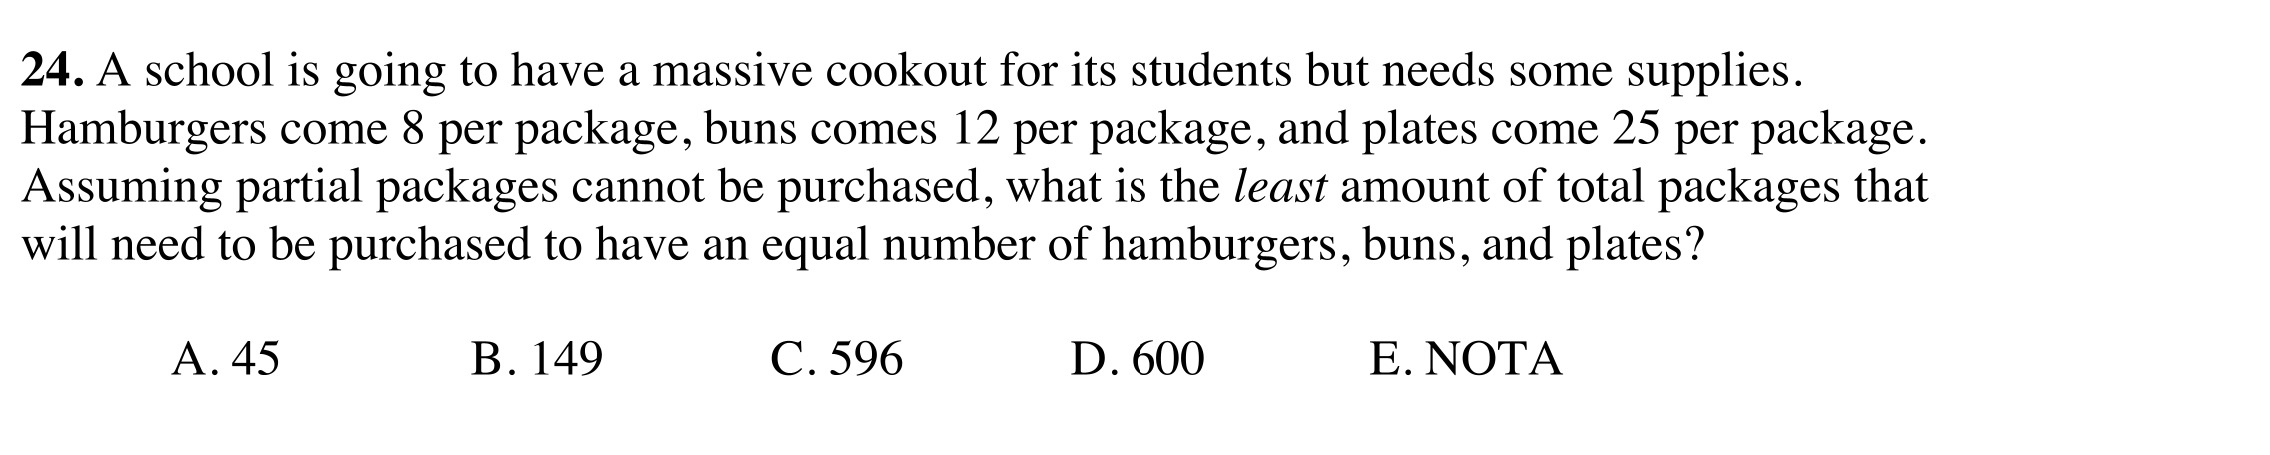 24. A school is going to have a massive cookout for its students but needs some supplies.
Hamburgers come 8 per package, buns comes 12 per package, and plates come 25 per package.
Assuming partial packages cannot be purchased, what is the least amount of total packages that
will need to be purchased to have an equal number of hamburgers, buns, and plates?
A. 45 B. 149 C. 596 D. 600 E. NOTA